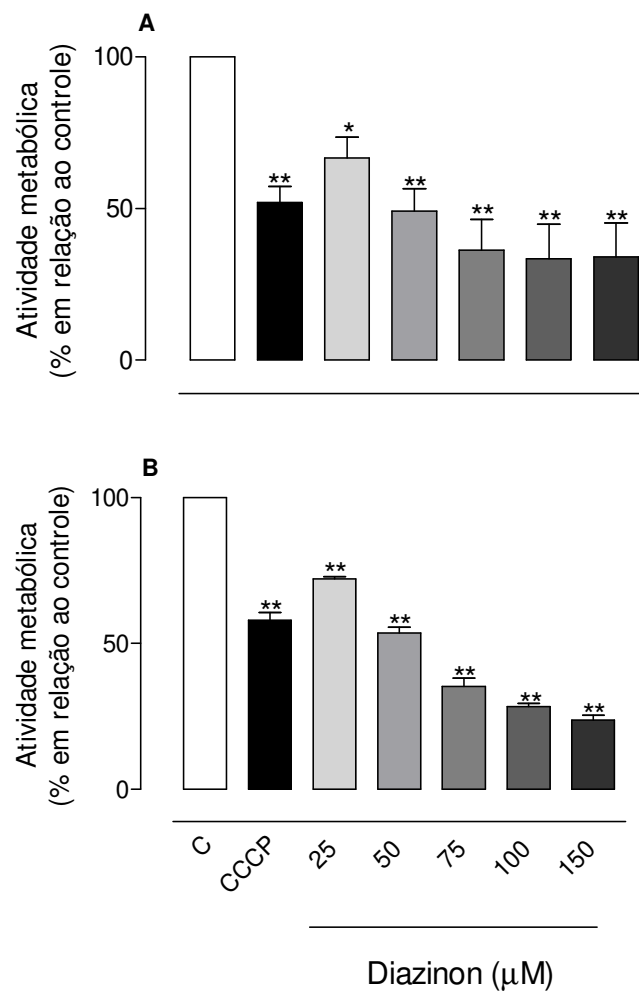 A
Atividade metabólica
(% em relação ao controle)
100
50
0
**
*
**
**
**
**
B
Atividade metabólica
(% em relação ao controle)
100
50
0
**
**
**
**
**
**
C
CCCP
25
50
75
100
150
Diazinon (μM)